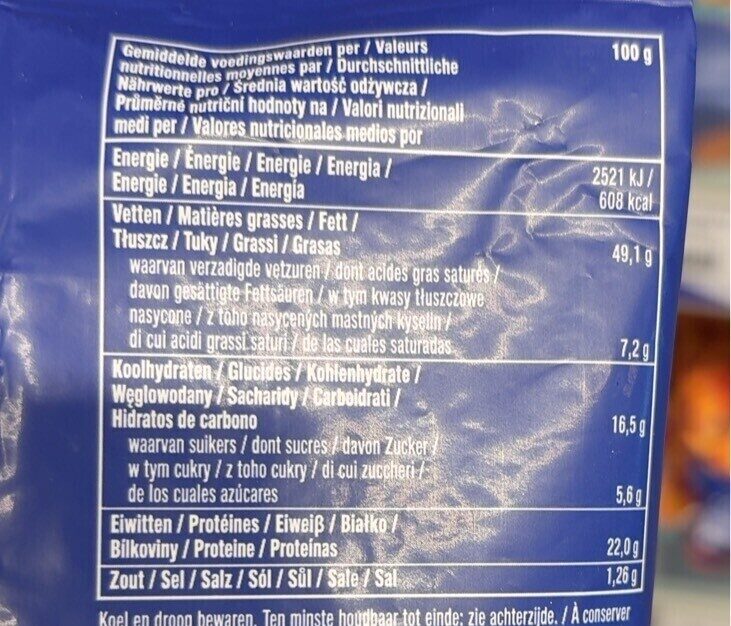 Gemiddelde voedingswaarden per / Valeurs
nutritionnelles moyennes par / Durchschnittliche
Nährwerte pro / Średnia wartość odżywcza /
Průměrné nutriční hodnoty na / Valori nutrizionali
medi per / Valores nutricionales medios por
100 g
Energie / Énergie / Energie / Energia /
Energie / Energia / Energía
2521 kJ /
608 kcal
Vetten / Matières grasses / Fett /
Tłuszcz / Tuky / Grassi / Grasas
49,1 g
waarvan verzadigde vetzuren / dont acides gras saturés /
davon gesättigte Fettsäuren / w tym kwasy tłuszczowe
nasycone / z toho nasycených mastných kyselin /
di cui acidi grassi saturi / de las cuales saturadas
7,2 g
Koolhydraten / Glucides / Kohlenhydrate /
Węglowodany / Sacharidy / Carboidrati /
Hidratos de carbono
16,5 g
waarvan suikers / dont sucres / davon Zucker /
w tym cukry / z toho cukry / di cui zuccheri /
de los cuales azúcares
5,6 g
Eiwitten / Protéines / Eiweiß / Białko /
Bílkoviny / Proteine / Proteínas
22,0 g
Zout / Sel / Salz / Sól / Sůl / Sale / Sal
1,26 g
Koel en droog bewaren. Ten minste houdbaar tot einde: zie achterzijde. / À conserver